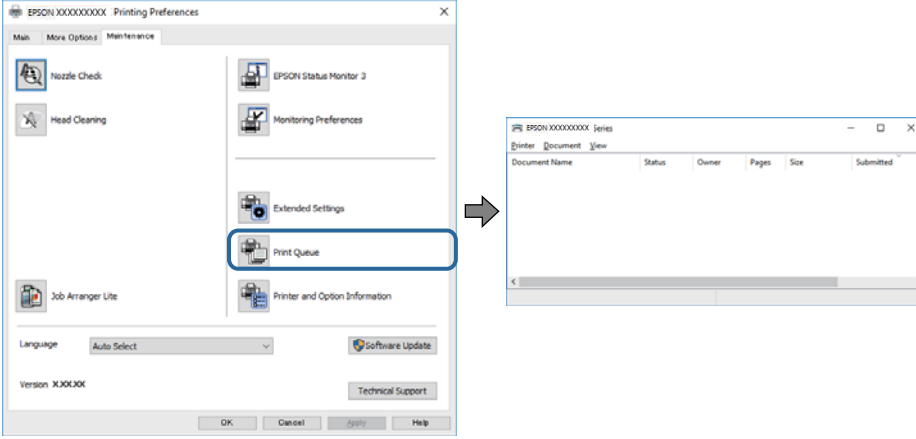 EPSON XXXXXXXXX Printing Preferences
Main More Options Maintenance
Nozzle Check
EPSON Status Monitor 3
Head Cleaning
Monitoring Preferences
Extended Settings
Print Queue
Job Arranger Lite
Printer and Option Information
Language Auto Select Software Update
Version X.XX.XX
Technical Support
OK Cancel Apply Help
EPSON XXXXXXXXX Series
Printer Document View
Document Name Status Owner Pages Size Submitted